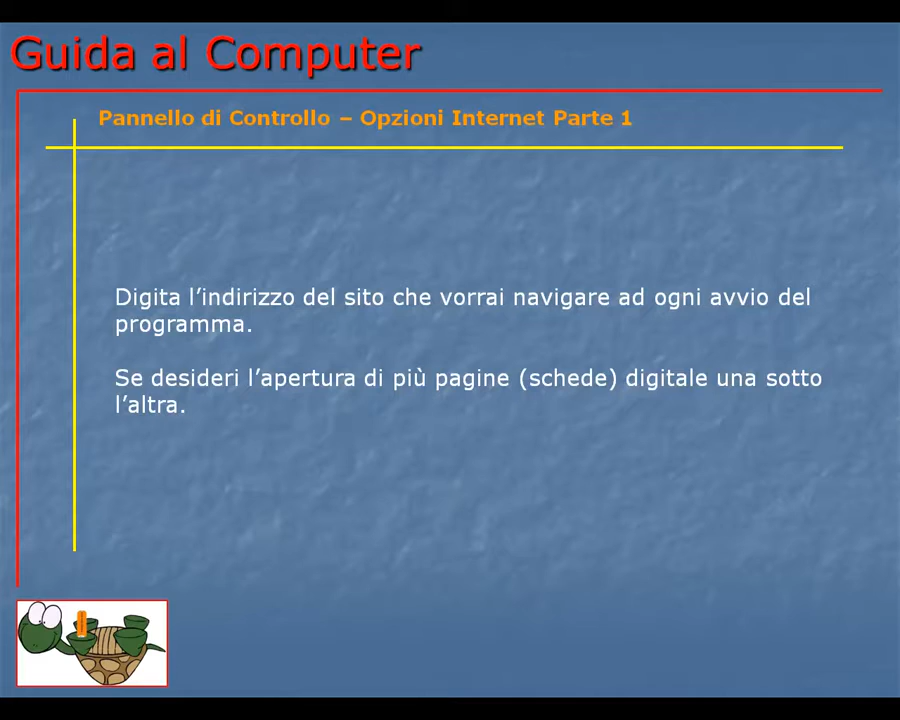 Guida al Computer
Pannello di Controllo – Opzioni Internet Parte 1
Digita l’indirizzo del sito che vorrai navigare ad ogni avvio del
programma.
Se desideri l’apertura di più pagine (schede) digitale una sotto
l’altra.